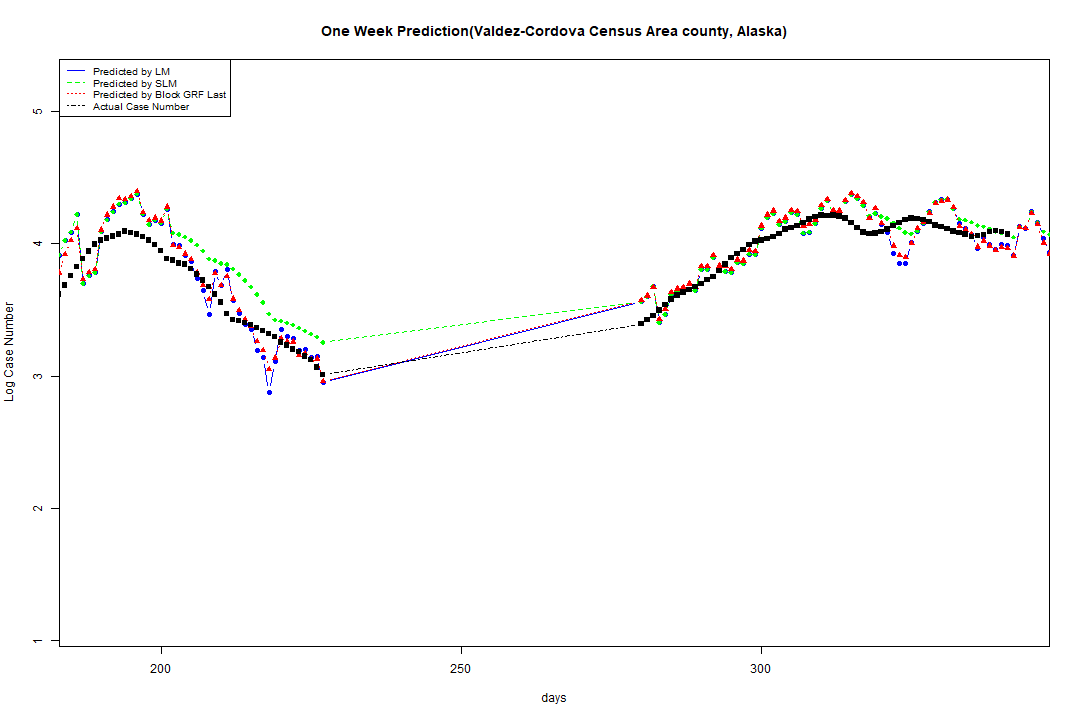 One Week Prediction(Valdez-Cordova Census Area county, Alaska)
Predicted by LM
Predicted by SLM
Predicted by Block GRF Last
Actual Case Number
5
4
3
2
1
Log Case Number
200
250
300
days